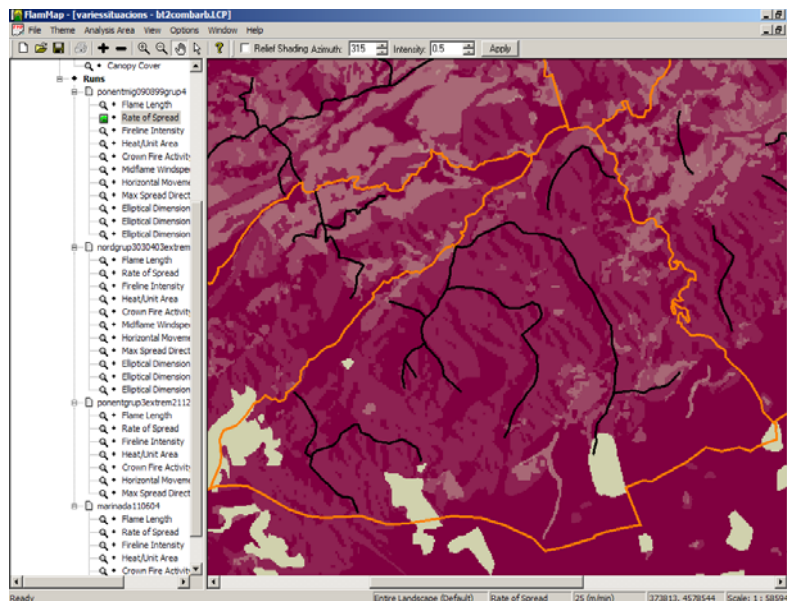 FlamMap - [variessituacions - bt2combarb.LCP]
File Theme Analysis Area View Options Window Help
Relief Shading Azimuth: 315 Intensity: 0.5 Apply
Canopy Cover
Runs
ponentmig090899grup4
Flame Length
Rate of Spread
Fireline Intensity
Heat/Unit Area
Crown Fire Activity
Midflame Windspe
Horizontal Moveme
Max Spread Direct
Elliptical Dimension
Elliptical Dimension
Elliptical Dimension
nordgrup3030403extrem
Flame Length
Rate of Spread
Fireline Intensity
Heat/Unit Area
Crown Fire Activity
Midflame Windspe
Horizontal Moveme
Max Spread Direct
Elliptical Dimension
Elliptical Dimension
Elliptical Dimension
ponentgrup3extrem2112
Flame Length
Rate of Spread
Fireline Intensity
Heat/Unit Area
Crown Fire Activity
Horizontal Moveme
Max Spread Direct
marinada110604
Flame Length
Rate of Spread
Fireline Intensity
Heat/Unit Area
Crown Fire Activity
Ready Entire Landscape (Default) Rate of Spread 25 (m/min) 373813, 4578544 Scale: 1 : 58594